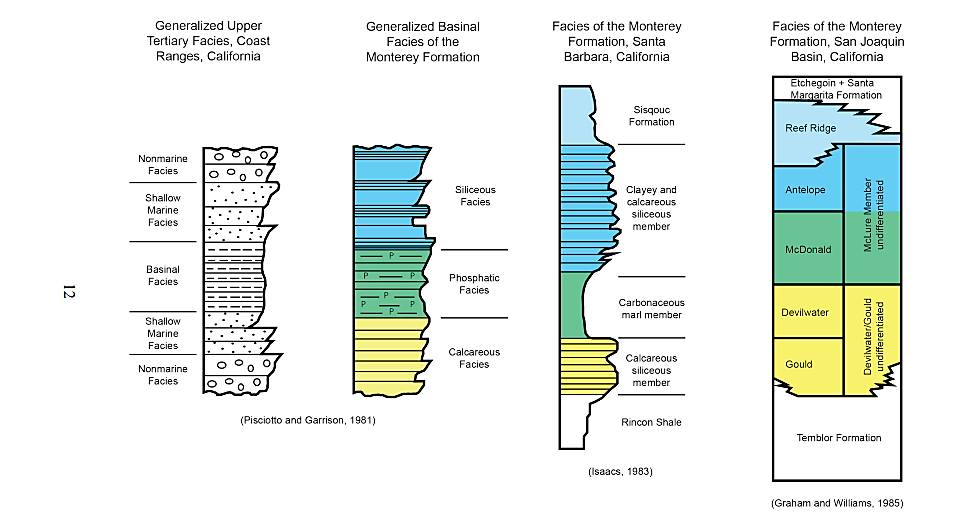 Generalized Upper
Tertiary Facies, Coast
Ranges, California
Nonmarine
Facies
Shallow
Marine
Facies
Basinal
Facies
Shallow
Marine
Facies
Nonmarine
Facies
Generalized Basinal
Facies of the
Monterey Formation
P
P P P
P P
P P
Siliceous
Facies
Phosphatic
Facies
Calcareous
Facies
(Pisciotto and Garrison, 1981)
Facies of the Monterey
Formation, Santa
Barbara, California
Sisqouc
Formation
Clayey and
calcareous
siliceous
member
Carbonaceous
marl member
Calcareous
siliceous
member
Rincon Shale
(Isaacs, 1983)
Facies of the Monterey
Formation, San Joaquin
Basin, California
Etchegoin + Santa
Margarita Formation
Reef Ridge
Antelope
McDonald
McLure Member
undifferentiated
Devilwater
Gould
Devilwater/Gould
undifferentiated
Temblor Formation
(Graham and Williams, 1985)
12